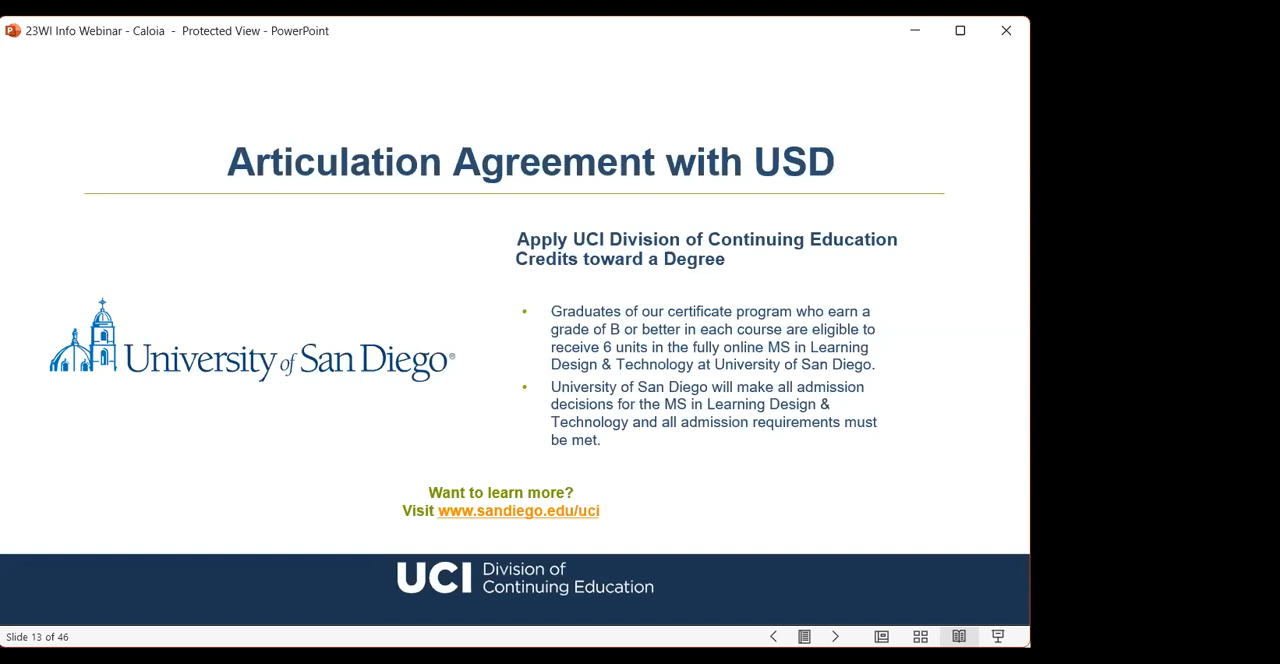 23WI Info Webinar - Caloia - Protected View - PowerPoint
Articulation Agreement with USD
Apply UCI Division of Continuing Education
Credits toward a Degree
• Graduates of our certificate program who earn a
grade of B or better in each course are eligible to
receive 6 units in the fully online MS in Learning
Design & Technology at University of San Diego.
• University of San Diego will make all admission
decisions for the MS in Learning Design &
Technology and all admission requirements must
be met.
University of San Diego®
Want to learn more?
Visit www.sandiego.edu/uci
UCI Division of
Continuing Education
Slide 13 of 46